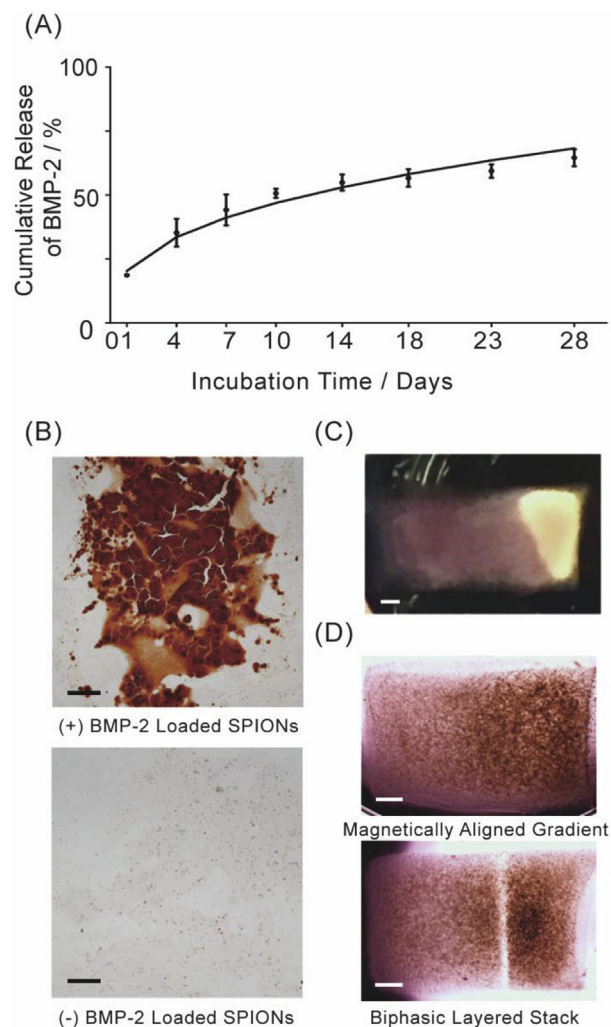 (A)
100
50
0
Cumulative Release
of BMP-2 / %
01 4 7 10 14 18 23 28
Incubation Time / Days
(B)
(+) BMP-2 Loaded SPIONs
(-) BMP-2 Loaded SPIONs
(C)
(D)
Magnetically Aligned Gradient
Biphasic Layered Stack